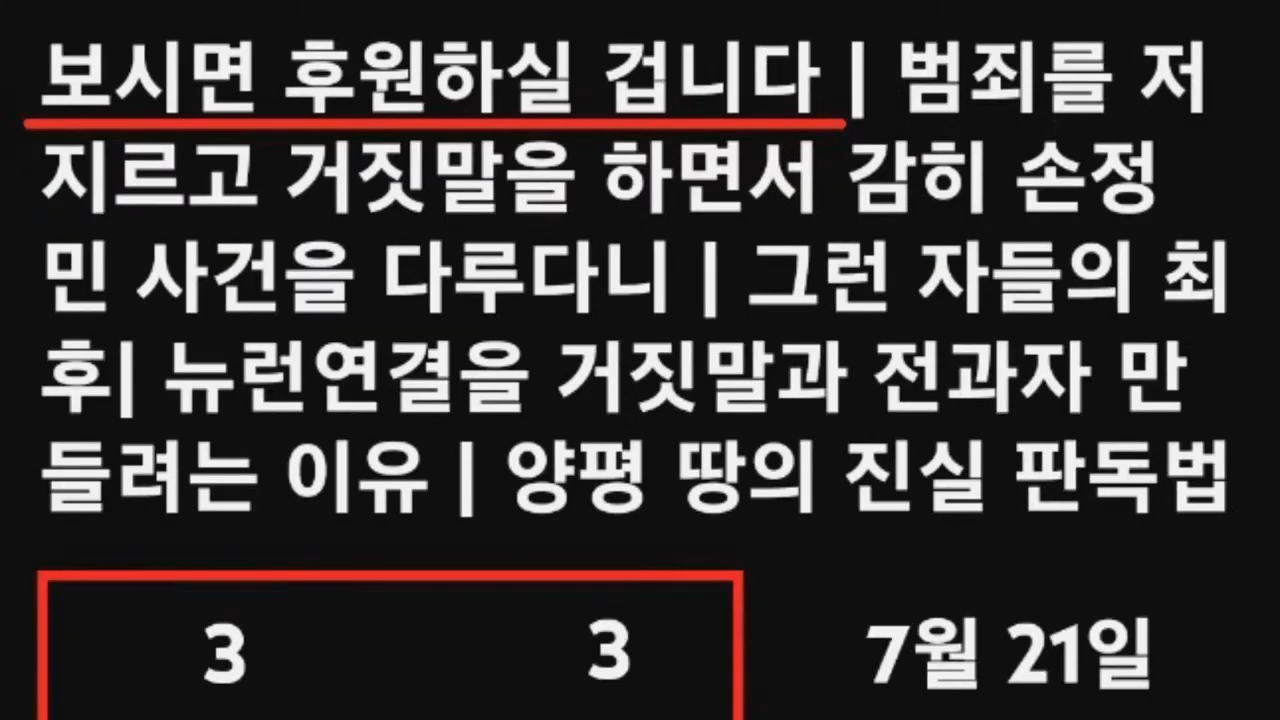 보시면 후원하실 겁니다 | 범죄를 저
지르고 거짓말을 하면서 감히 손정
민 사건을 다루다니 | 그런 자들의 최
후| 뉴런연결을 거짓말과 전과자 만
들려는 이유 | 양평 땅의 진실 판독법
3 3 7월 21일